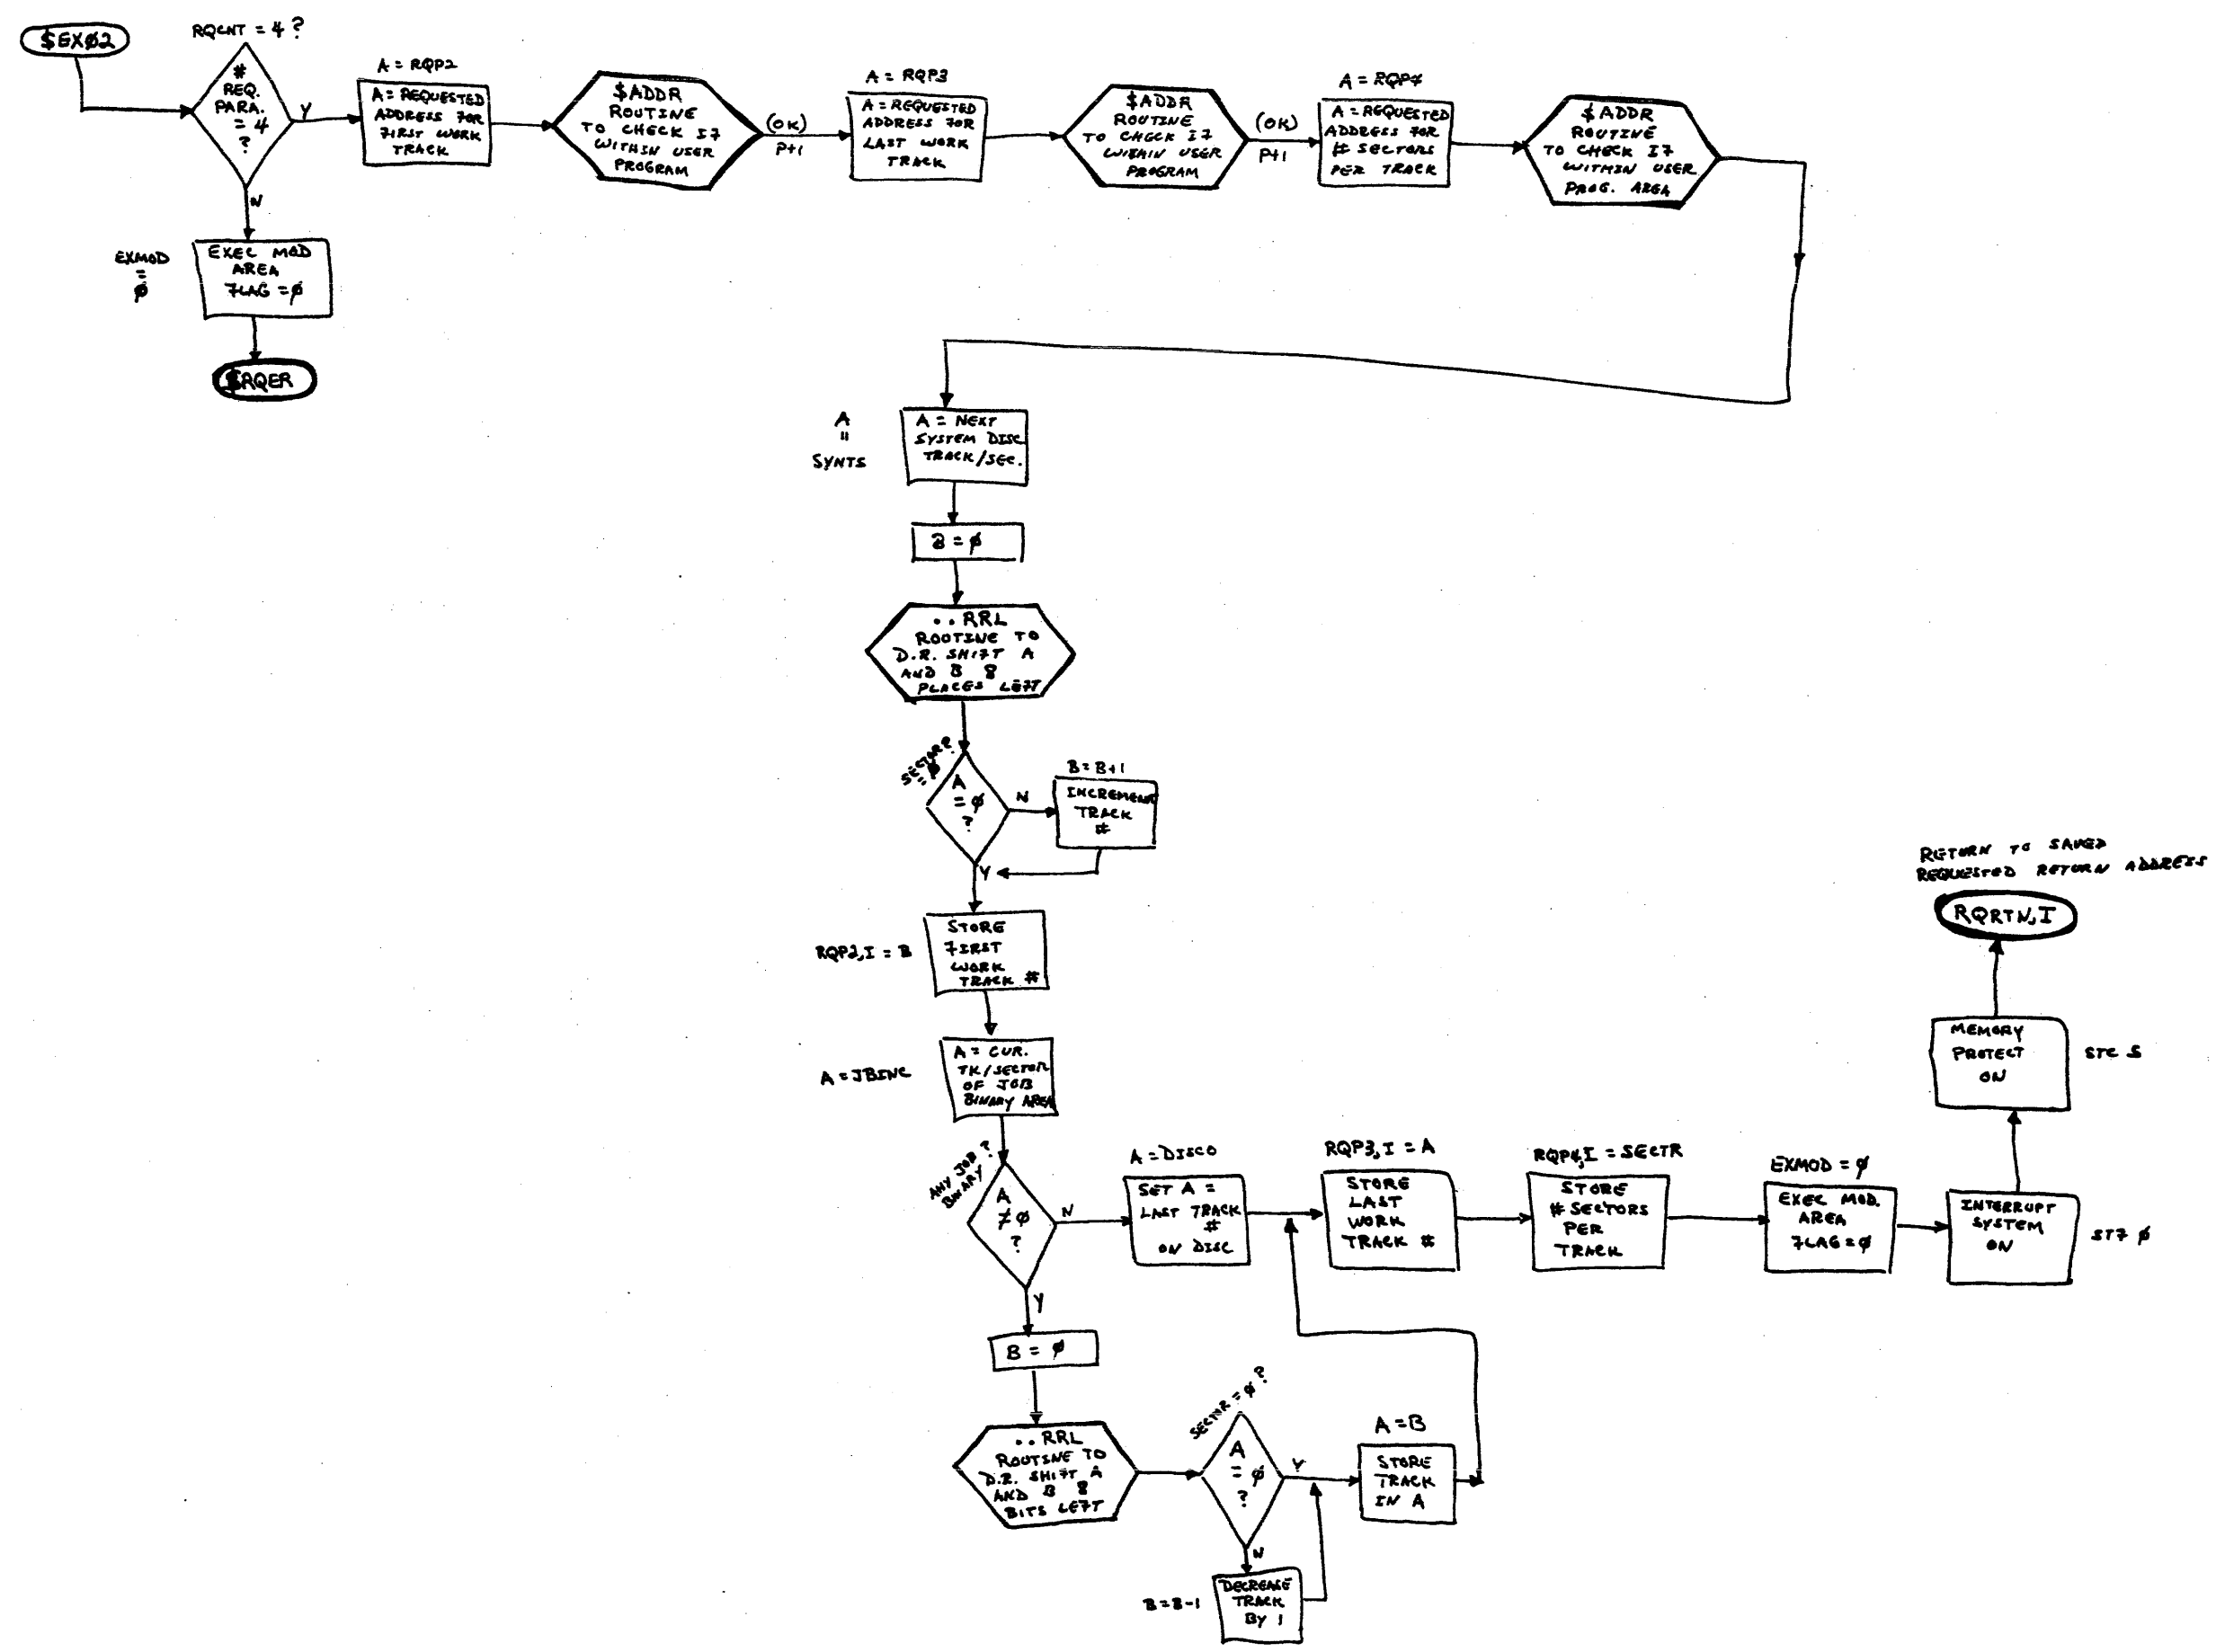 $EXØ2
RQCNT = 4 ?
#
REQ.
PARA.
= 4
?
Y
N
A = RQP2
A = REQUESTED
ADDRESS FOR
FIRST WORK
TRACK
$ADDR
ROUTINE
TO CHECK IF
WITHIN USER
PROGRAM
(OK)
P+1
A = RQP3
A = REQUESTED
ADDRESS FOR
LAST WORK
TRACK
$ADDR
ROUTINE
TO CHECK IF
WITHIN USER
PROGRAM
(OK)
P+1
A = RQP4
A = REQUESTED
ADDRESS FOR
# SECTORS
PER TRACK
$ADDR
ROUTINE
TO CHECK IF
WITHIN USER
PROG. AREA
EXMOD
=
Ø
EXEC MOD
AREA
FLAG = Ø
$RQER
A
=
SYNTS
A = NEXT
SYSTEM DISC
TRACK/SEC.
B = Ø
..RRL
ROUTINE TO
D.R. SHIFT A
AND B 8
PLACES LEFT
SECTOR?
= Ø
A
= Ø
?
N
Y
B = B+1
INCREMENT
TRACK
#
RQP2,I = B
STORE
FIRST
WORK
TRACK #
A = JBINC
A = CUR.
TK/SECTOR
OF JOB
BINARY AREA
ANY JOB ?
BINARY
A
≠ Ø
?
N
Y
A = DISCO
SET A =
LAST TRACK
#
ON DISC
RQP3,I = A
STORE
LAST
WORK
TRACK #
RQP4,I = SECTR
STORE
# SECTORS
PER
TRACK
EXMOD = Ø
EXEC MOD.
AREA
FLAG = Ø
INTERRUPT
SYSTEM
ON
STF Ø
MEMORY
PROTECT
ON
STC 5
RETURN TO SAVED
REQUESTED RETURN ADDRESS
RQRTN,I
B = Ø
..RRL
ROUTINE TO
D.R. SHIFT A
AND B 8
BITS LEFT
SECTOR = Ø ?
A
= Ø
?
Y
N
A = B
STORE
TRACK
IN A
B = B-1
DECREASE
TRACK
BY 1